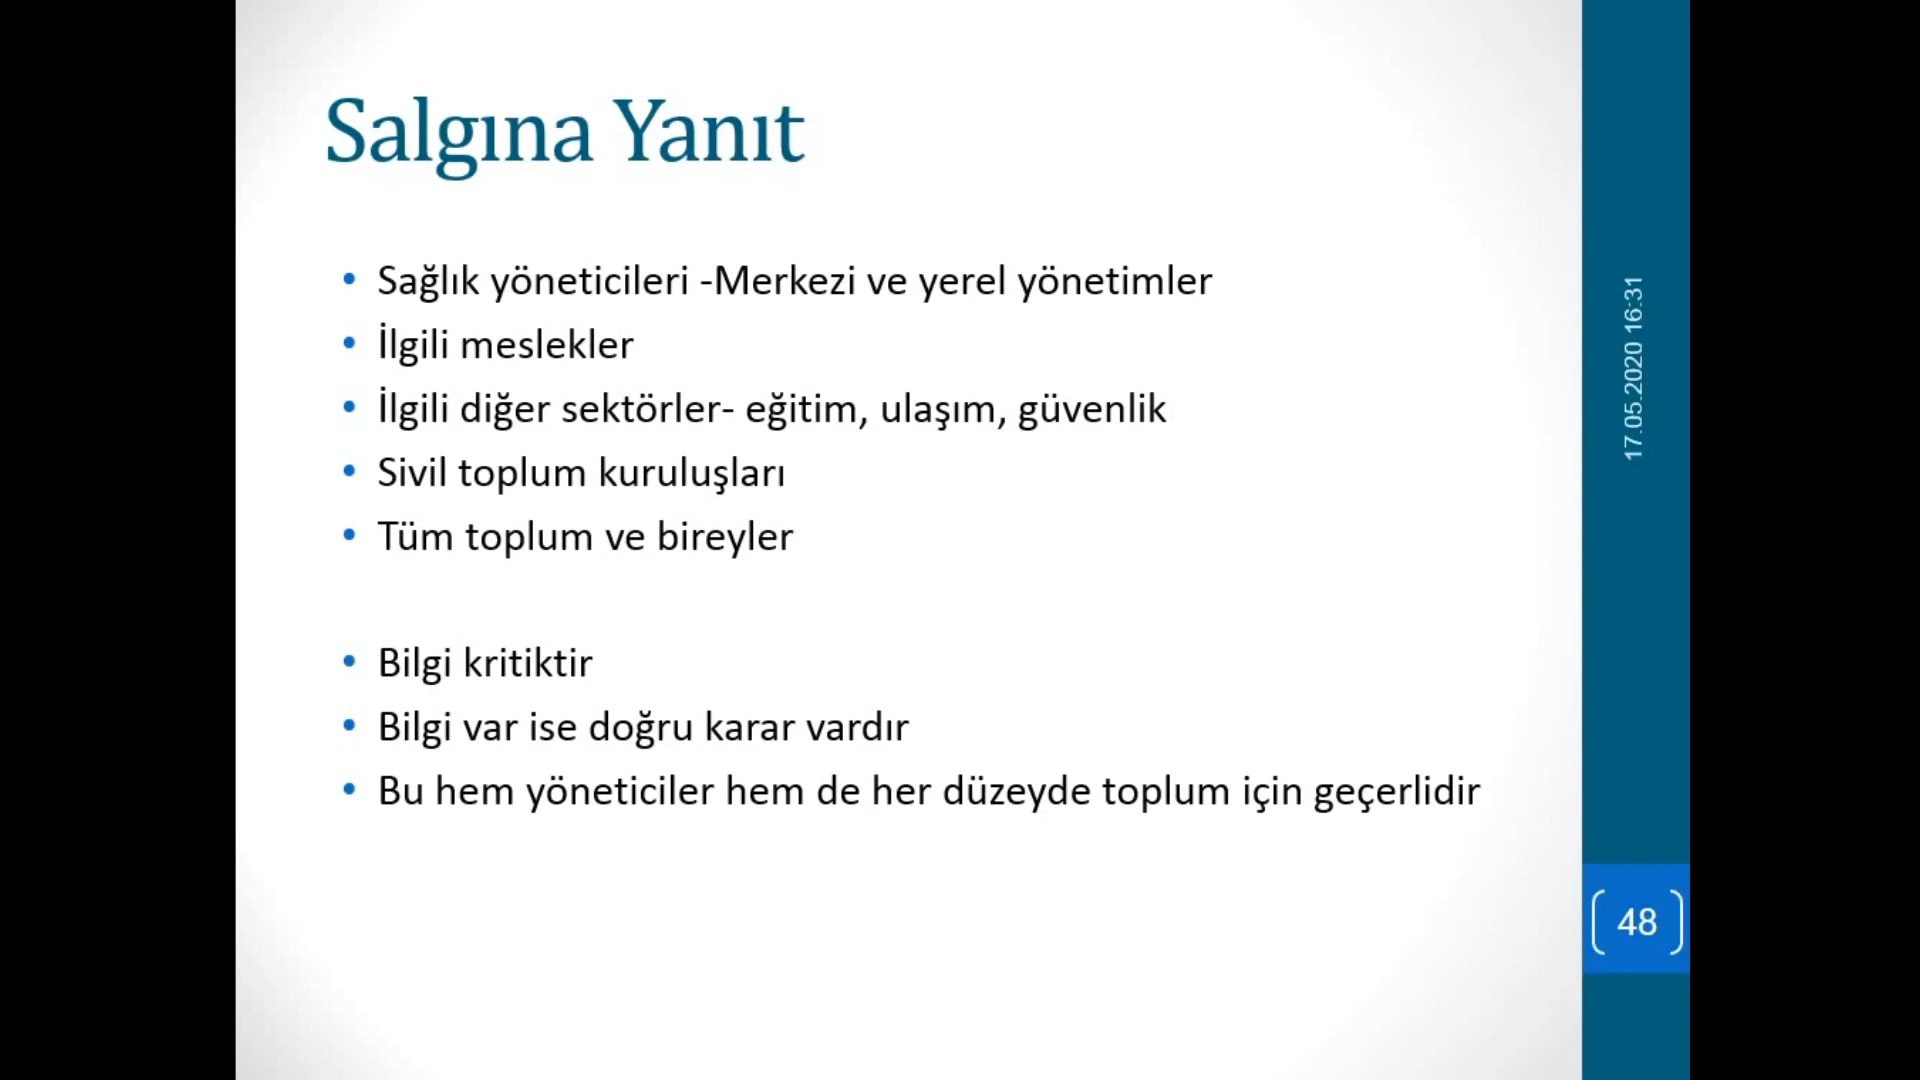 Salgına Yanıt
• Sağlık yöneticileri -Merkezi ve yerel yönetimler
• İlgili meslekler
• İlgili diğer sektörler- eğitim, ulaşım, güvenlik
• Sivil toplum kuruluşları
• Tüm toplum ve bireyler
• Bilgi kritiktir
• Bilgi var ise doğru karar vardır
• Bu hem yöneticiler hem de her düzeyde toplum için geçerlidir
17.05.2020 16:31
48